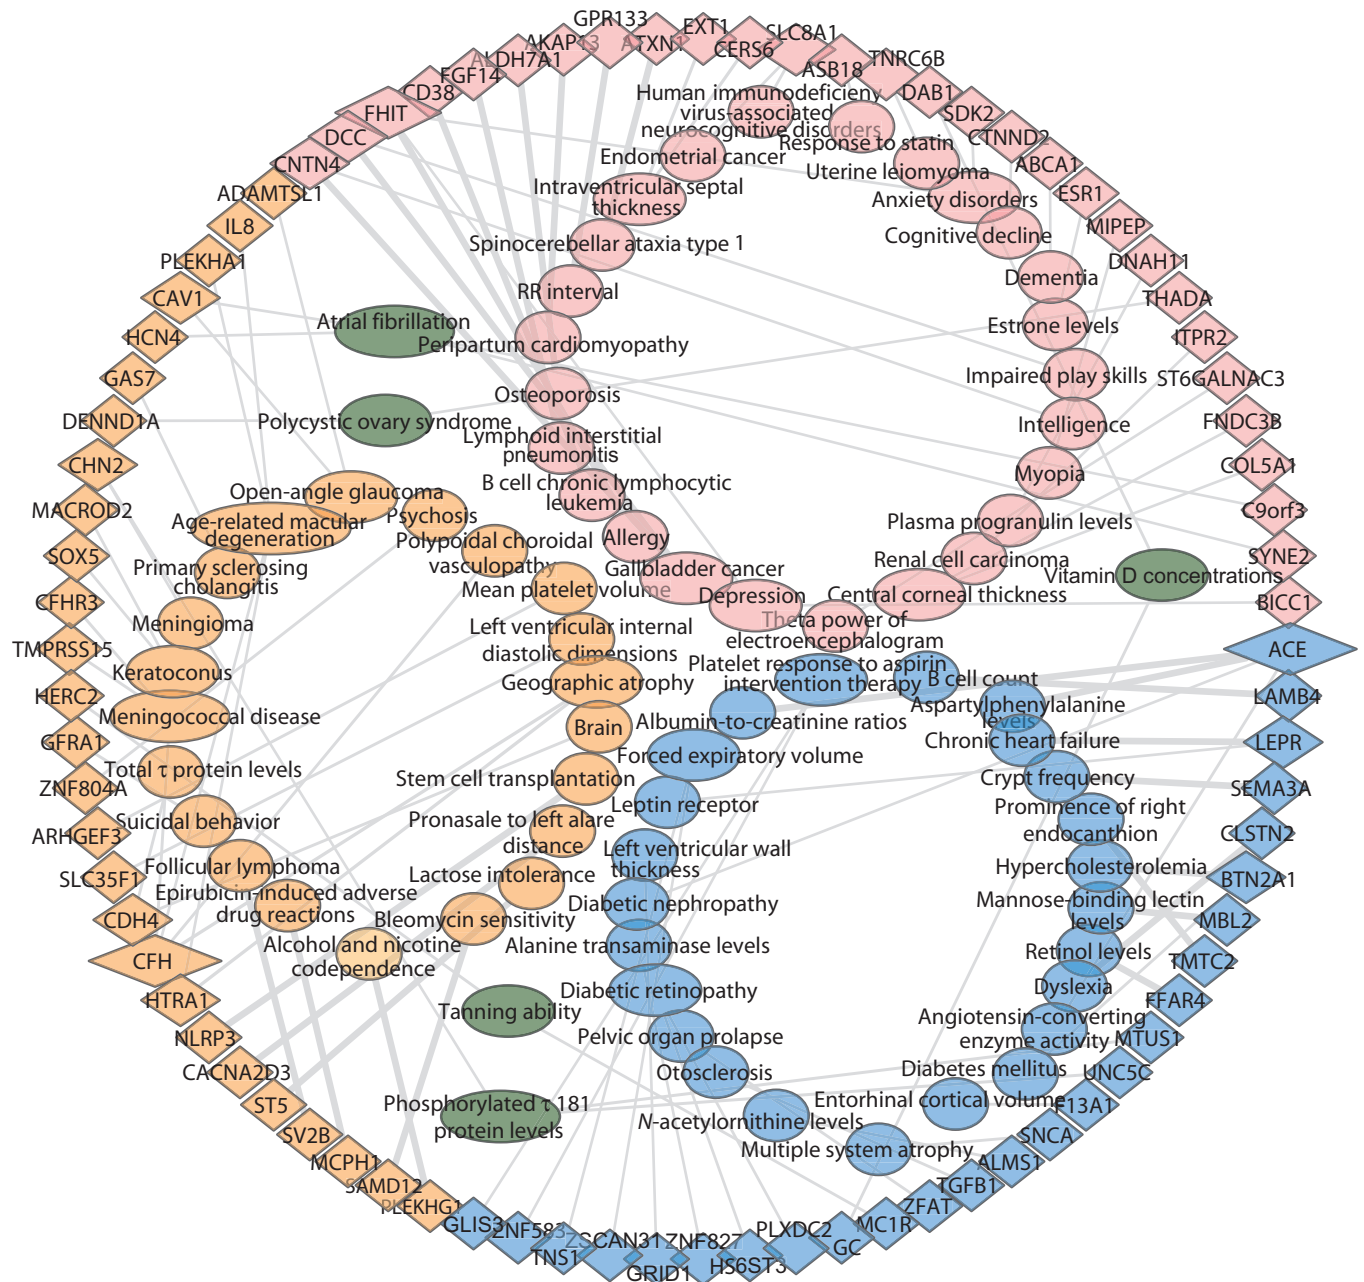 GPR133
EXT1
SLC8A1
AKAP13
ATXN1
CERS6
ALDH7A1
ASB18
TNRC6B
FGF14
CD38
DAB1
FHIT
SDK2
DCC
CTNND2
CNTN4
ABCA1
ADAMTSL1
ESR1
IL8
MIPEP
PLEKHA1
DNAH11
CAV1
THADA
HCN4
ITPR2
GAS7
ST6GALNAC3
DENND1A
FNDC3B
CHN2
COL5A1
MACROD2
C9orf3
SOX5
SYNE2
CFHR3
BICC1
TMPRSS15
ACE
HERC2
LAMB4
GFRA1
LEPR
ZNF804A
SEMA3A
ARHGEF3
CLSTN2
SLC35F1
BTN2A1
CDH4
MBL2
CFH
TMTC2
HTRA1
FFAR4
NLRP3
MTUS1
CACNA2D3
UNC5C
ST5
F13A1
SV2B
SNCA
MCPH1
ALMS1
SAMD12
TGFB1
PLEKHG1
ZFAT
GLIS3
MC1R
ZNF583
PLXDC2
TNS1
GC
ZSCAN31
ZNF827
GRID1
HS6ST3
Human immunodeficieny
virus-associated
neurocognitive disorders
Response to statin
Endometrial cancer
Uterine leiomyoma
Intraventricular septal
thickness
Anxiety disorders
Spinocerebellar ataxia type 1
Cognitive decline
RR interval
Dementia
Atrial fibrillation
Peripartum cardiomyopathy
Estrone levels
Osteoporosis
Impaired play skills
Polycystic ovary syndrome
Intelligence
Lymphoid interstitial
pneumonitis
Myopia
B cell chronic lymphocytic
leukemia
Plasma progranulin levels
Allergy
Renal cell carcinoma
Gallbladder cancer
Vitamin D concentrations
Depression
Central corneal thickness
Theta power of
electroencephalogram
Open-angle glaucoma
Psychosis
Age-related macular
degeneration
Polypoidal choroidal
vasculopathy
Primary sclerosing
cholangitis
Mean platelet volume
Meningioma
Left ventricular internal
diastolic dimensions
Keratoconus
Geographic atrophy
Meningococcal disease
Brain
Total τ protein levels
Stem cell transplantation
Suicidal behavior
Pronasale to left alare
distance
Follicular lymphoma
Lactose intolerance
Epirubicin-induced adverse
drug reactions
Bleomycin sensitivity
Alcohol and nicotine
codependence
Tanning ability
Phosphorylated τ 181
protein levels
Platelet response to aspirin
intervention therapy
B cell count
Albumin-to-creatinine ratios
Aspartylphenylalanine
levels
Forced expiratory volume
Chronic heart failure
Leptin receptor
Crypt frequency
Left ventricular wall
thickness
Prominence of right
endocanthion
Diabetic nephropathy
Hypercholesterolemia
Alanine transaminase levels
Mannose-binding lectin
levels
Diabetic retinopathy
Retinol levels
Pelvic organ prolapse
Dyslexia
Otosclerosis
Angiotensin-converting
enzyme activity
N-acetylornithine levels
Diabetes mellitus
Multiple system atrophy
Entorhinal cortical volume